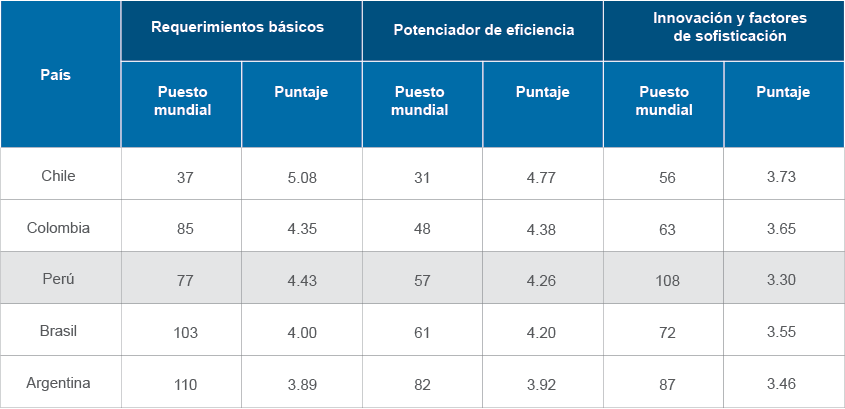 País
Requerimientos básicos
Potenciador de eficiencia
Innovación y factores
de sofisticación
Puesto
mundial
Puntaje
Puesto
mundial
Puntaje
Puesto
mundial
Puntaje
Chile 37 5.08 31 4.77 56 3.73
Colombia 85 4.35 48 4.38 63 3.65
Perú 77 4.43 57 4.26 108 3.30
Brasil 103 4.00 61 4.20 72 3.55
Argentina 110 3.89 82 3.92 87 3.46